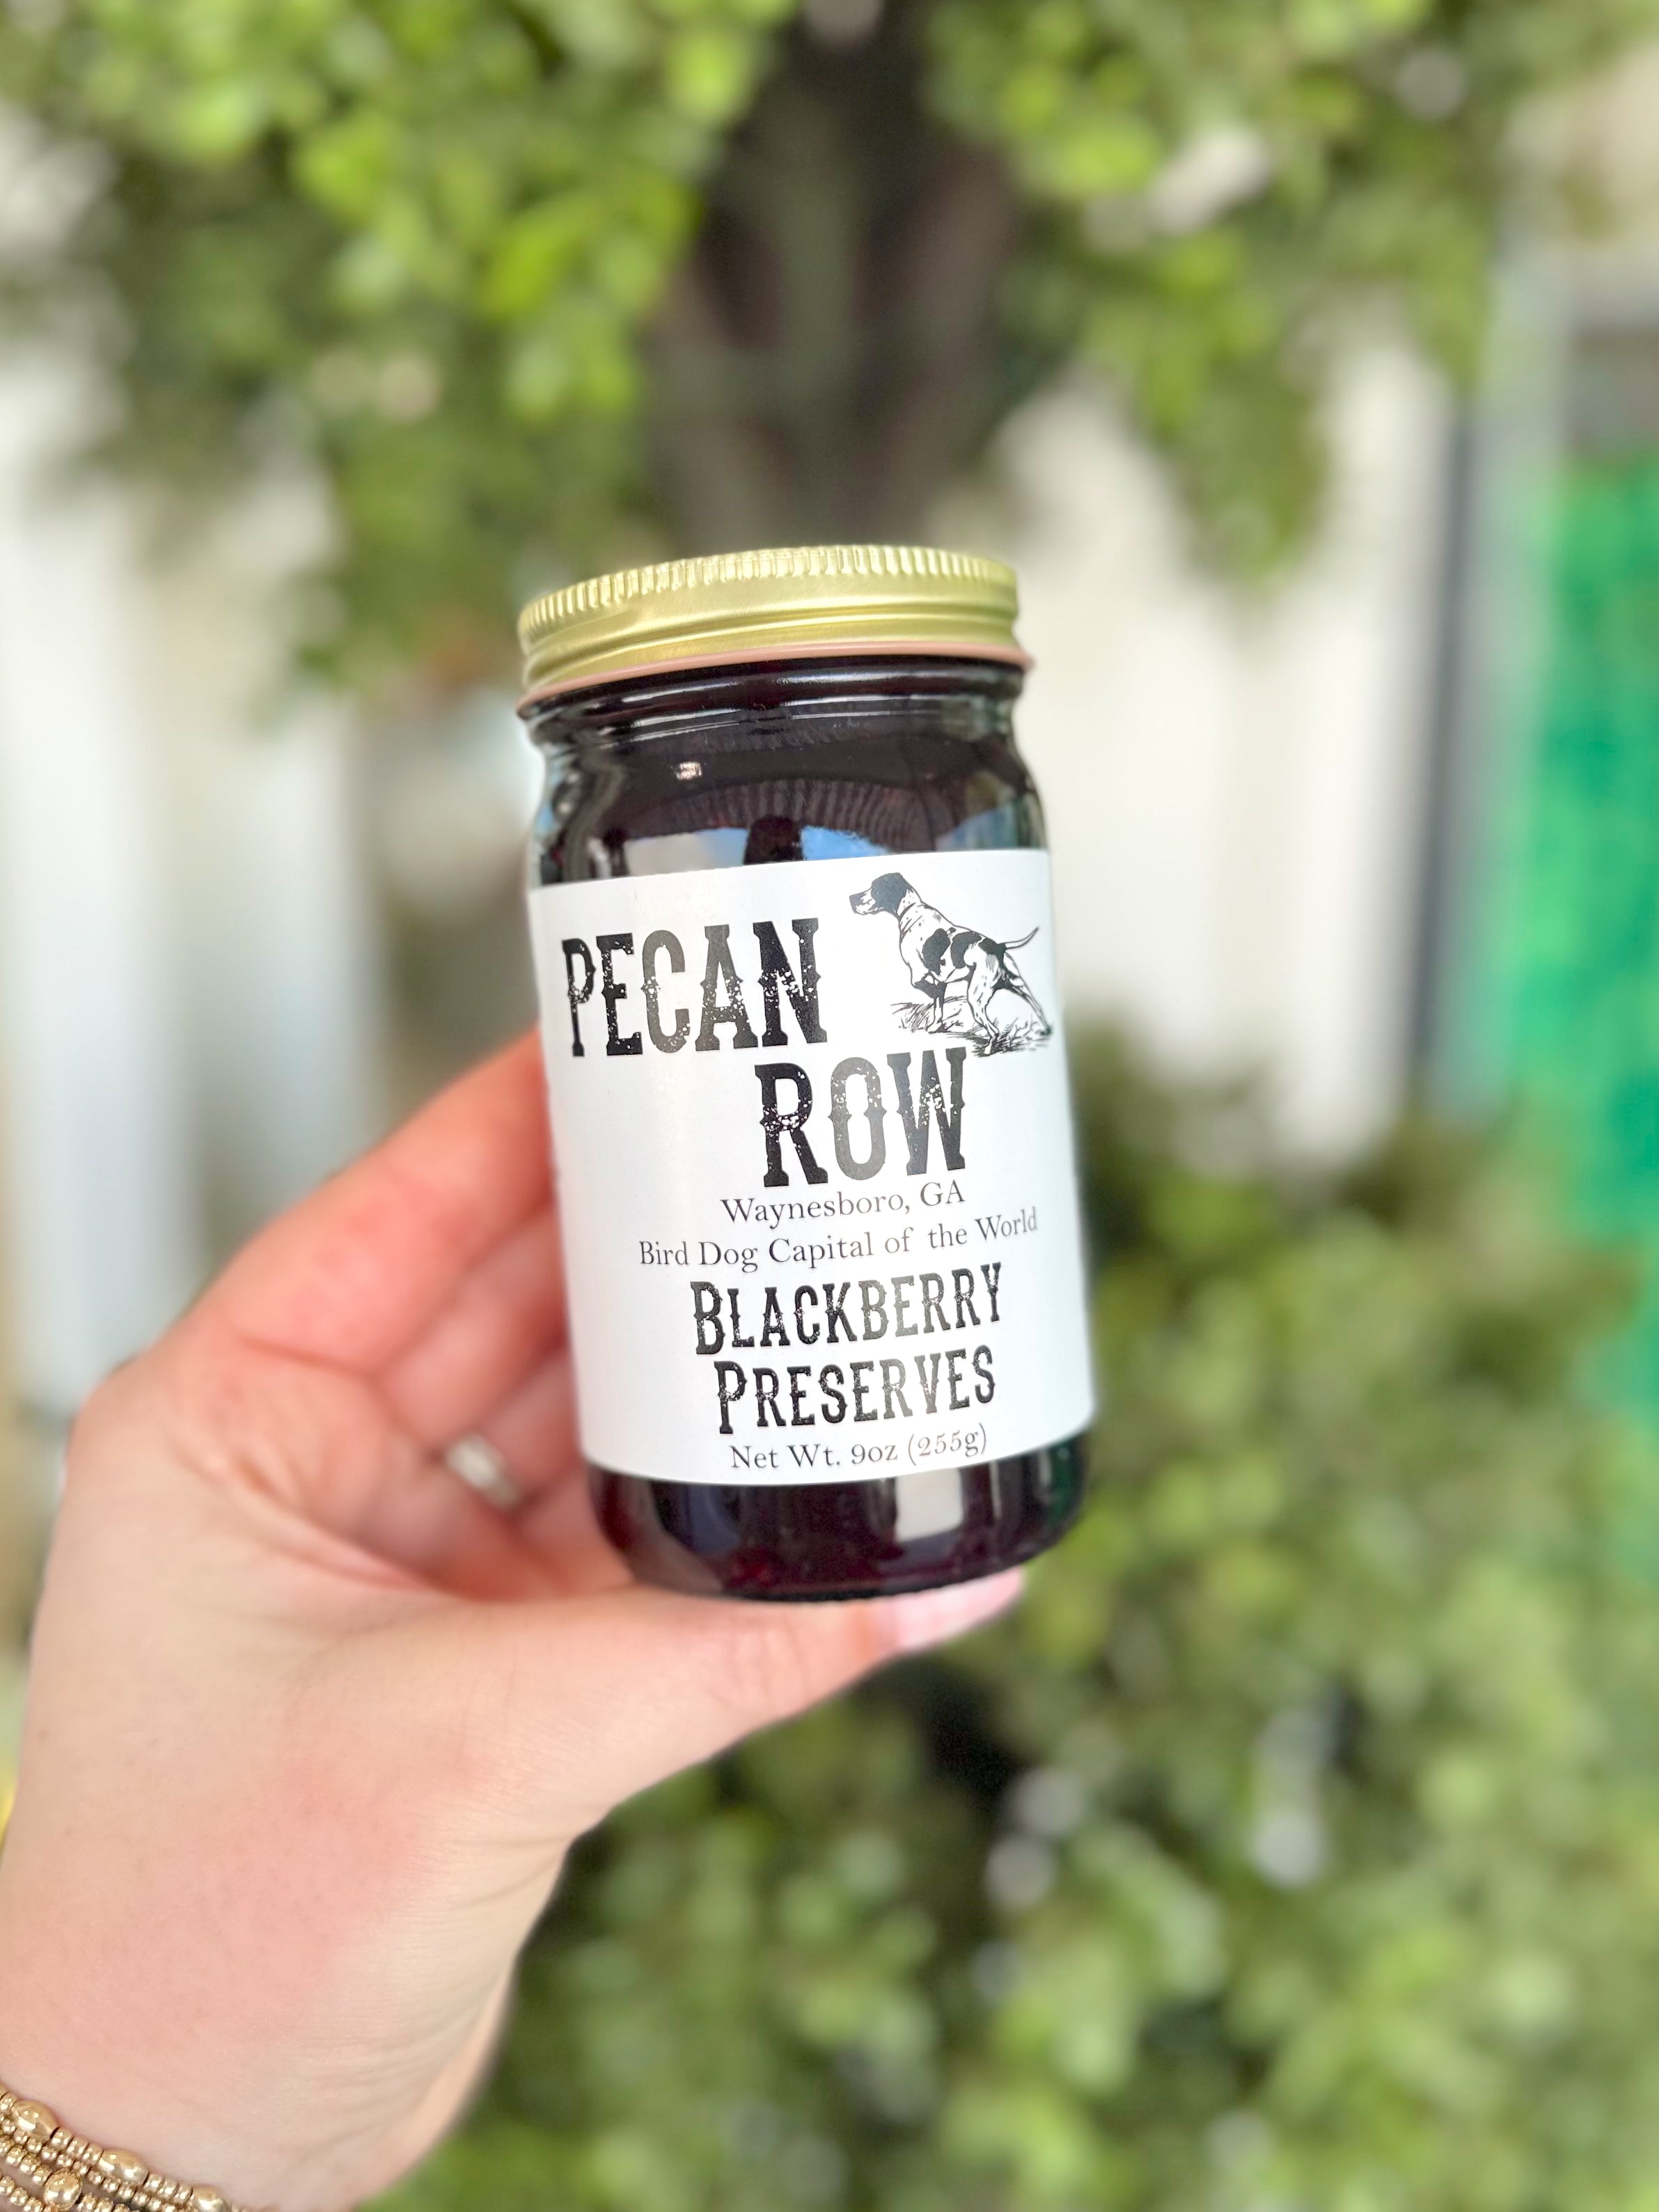 PECAN
ROW
Waynesboro, GA
Bird Dog Capital of the World
BLACKBERRY
PRESERVES
Net Wt. 9oz (255g)